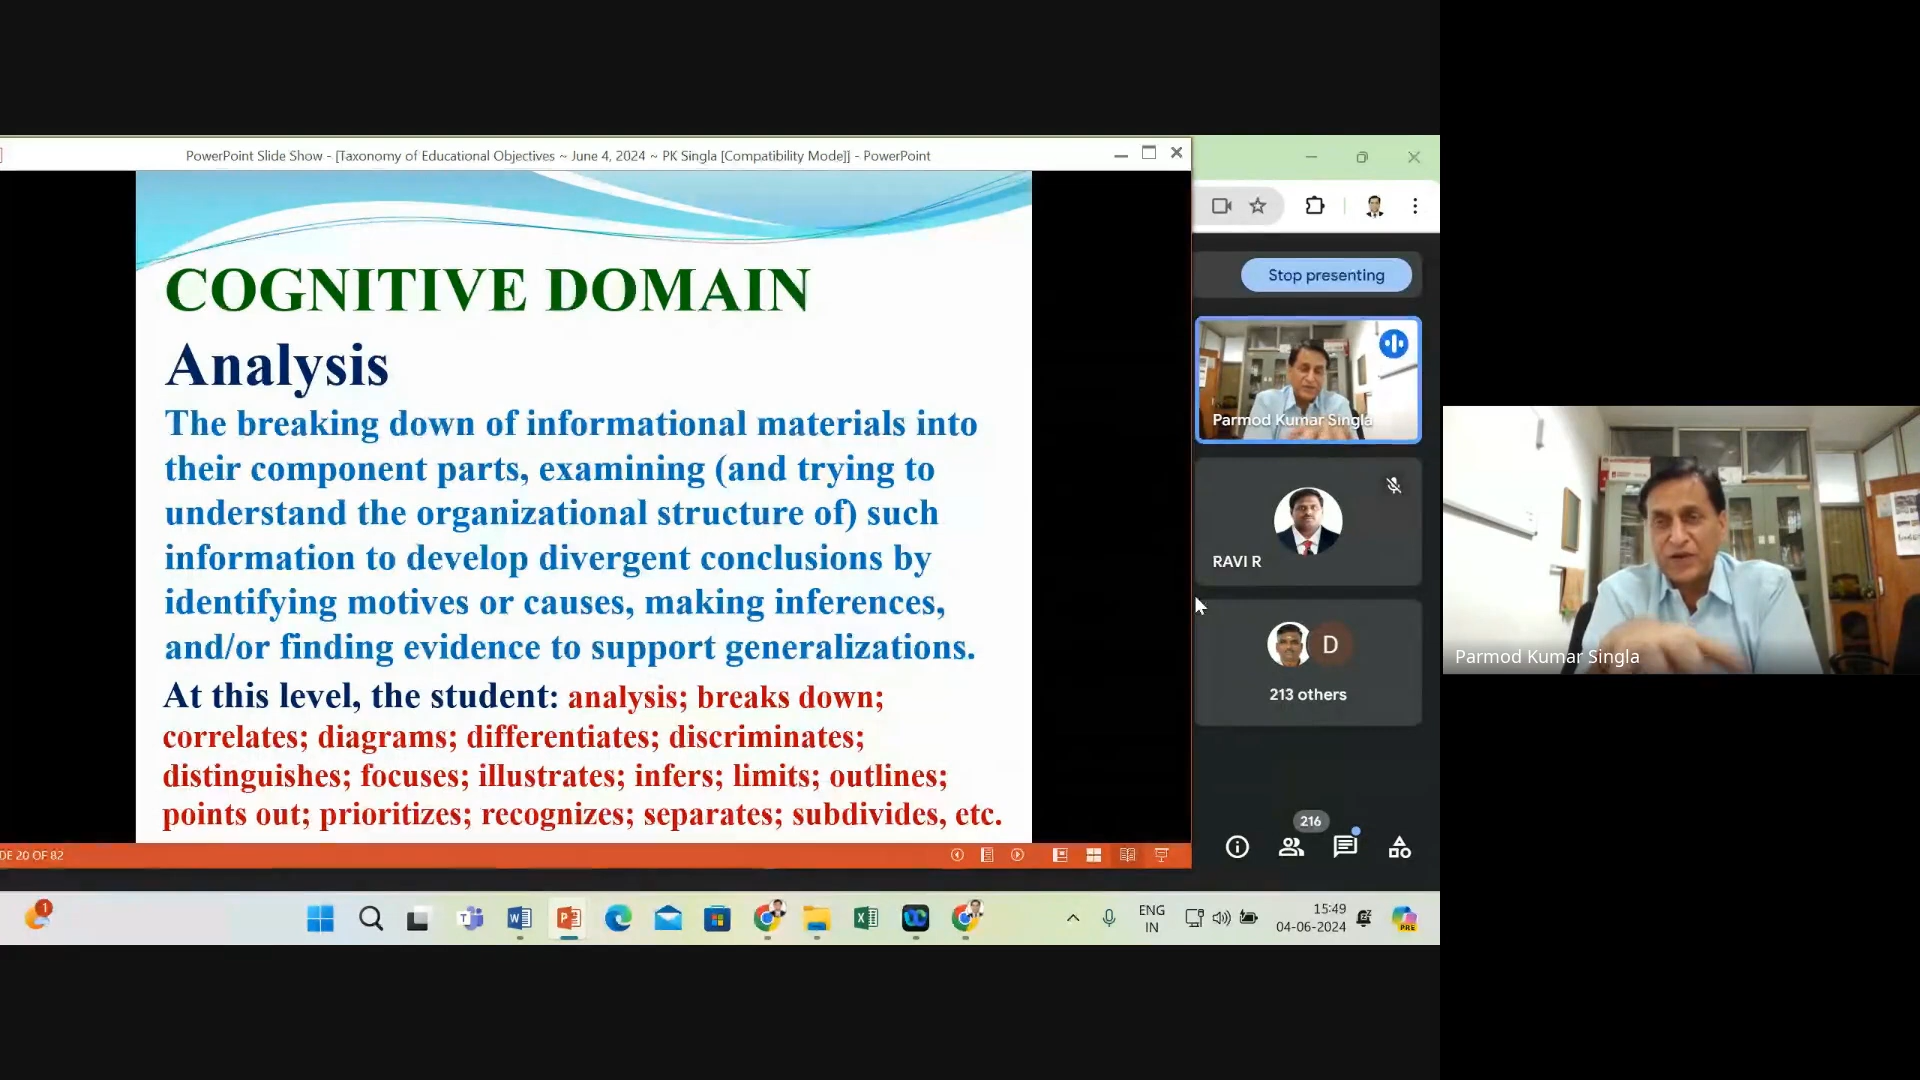 PowerPoint Slide Show - [Taxonomy of Educational Objectives ~ June 4, 2024 ~ PK Singla [Compatibility Mode]] - PowerPoint
COGNITIVE DOMAIN
Analysis
The breaking down of informational materials into
their component parts, examining (and trying to
understand the organizational structure of) such
information to develop divergent conclusions by
identifying motives or causes, making inferences,
and/or finding evidence to support generalizations.
At this level, the student: analysis; breaks down;
correlates; diagrams; differentiates; discriminates;
distinguishes; focuses; illustrates; infers; limits; outlines;
points out; prioritizes; recognizes; separates; subdivides, etc.
DE 20 OF 82
Stop presenting
Parmod Kumar Singla
RAVI R
D
213 others
216
Parmod Kumar Singla
1
ENG
IN
15:49
04-06-2024
PRE